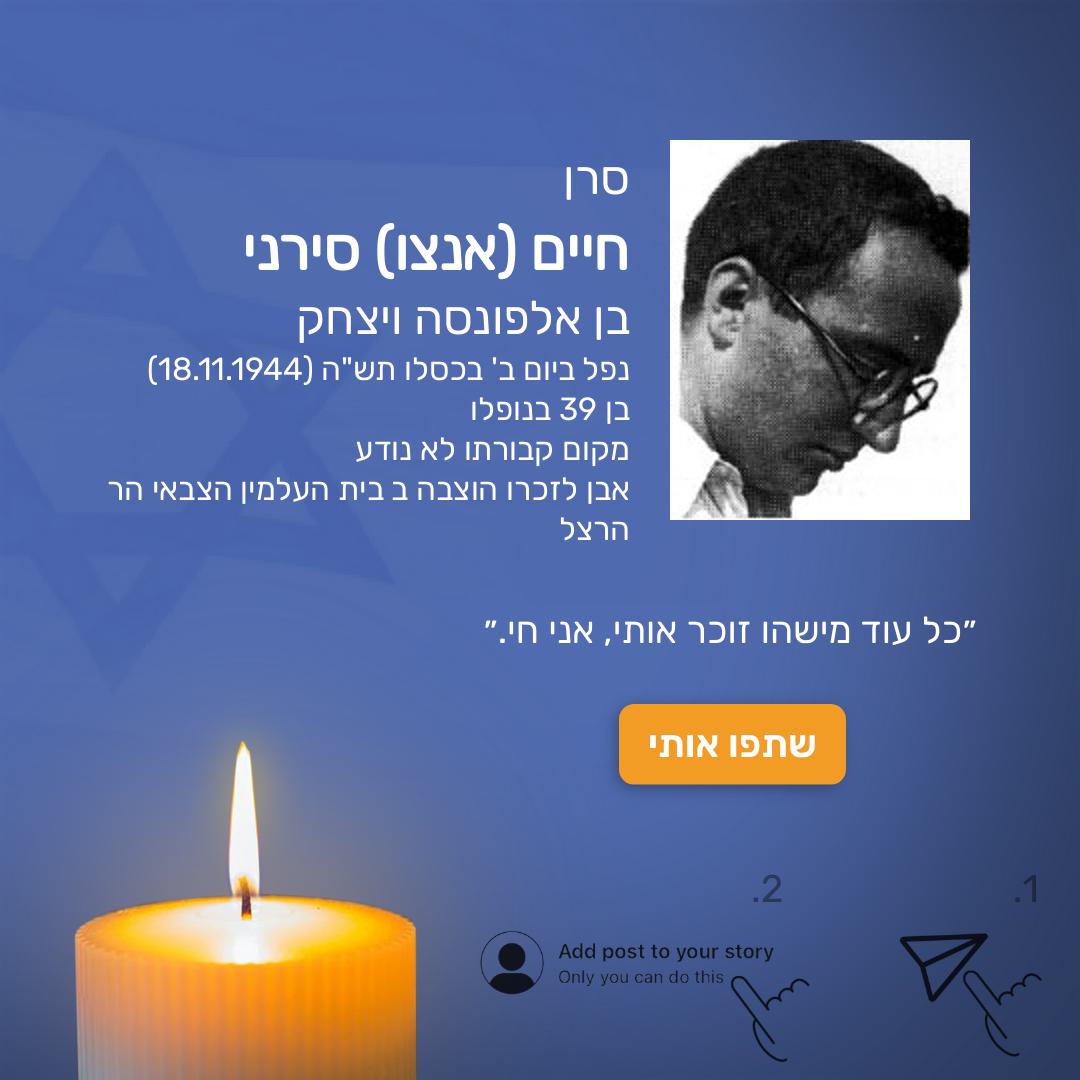 סרן
חיים (אנצו) סירני
בן אלפונסה ויצחק
נפל ביום ב' בכסלו תש"ה (18.11.1944)
בן 39 בנופלו
מקום קבורתו לא נודע
אבן לזכרו הוצבה ב בית העלמין הצבאי הר
הרצל
״כל עוד מישהו זוכר אותי, אני חי.״
שתפו אותי
1.
2.
Add post to your story
Only you can do this